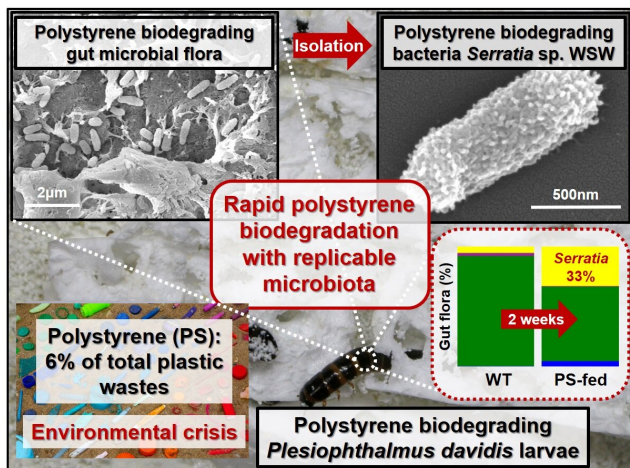 Polystyrene biodegrading
gut microbial flora
2μm
Isolation
Polystyrene biodegrading
bacteria Serratia sp. WSW
500nm
Rapid polystyrene
biodegradation
with replicable
microbiota
Polystyrene (PS):
6% of total plastic
wastes
Environmental crisis
Gut flora (%)
Serratia
33%
2 weeks
WT
PS-fed
Polystyrene biodegrading
Plesiophthalmus davidis larvae